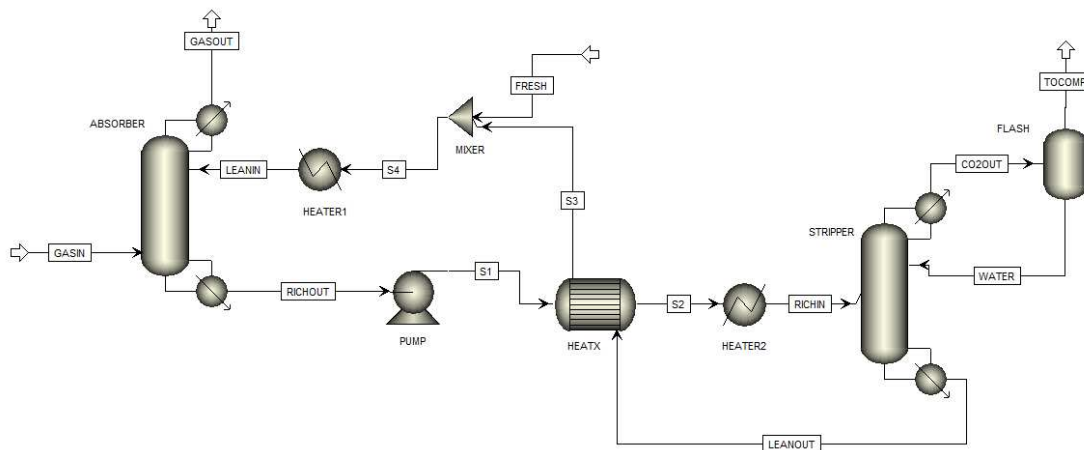 GASOUT
TOCOMP
FRESH
ABSORBER
FLASH
MIXER
CO2OUT
LEANIN
S4
HEATER1
S3
STRIPPER
GASIN
WATER
S1
RICHOUT
S2
RICHIN
PUMP
HEATX
HEATER2
LEANOUT